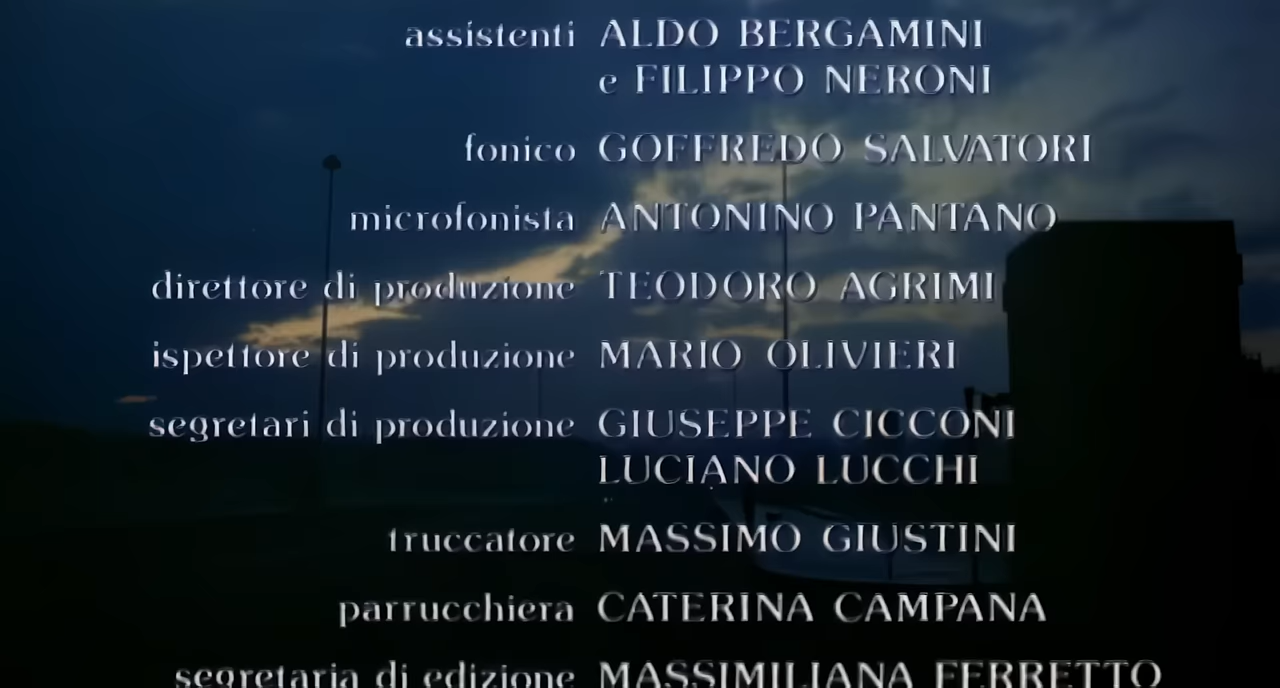 assistenti ALDO BERGAMINI
e FILIPPO NERONI
fonico GOFFREDO SALVATORI
microfonista ANTONINO PANTANO
direttore di produzione TEODORO AGRIMI
ispettore di produzione MARIO OLIVIERI
segretari di produzione GIUSEPPE CICCONI
LUCIANO LUCCHI
truccatore MASSIMO GIUSTINI
parrucchiera CATERINA CAMPANA
segretaria di edizione MASSIMILIANA FERRETTO